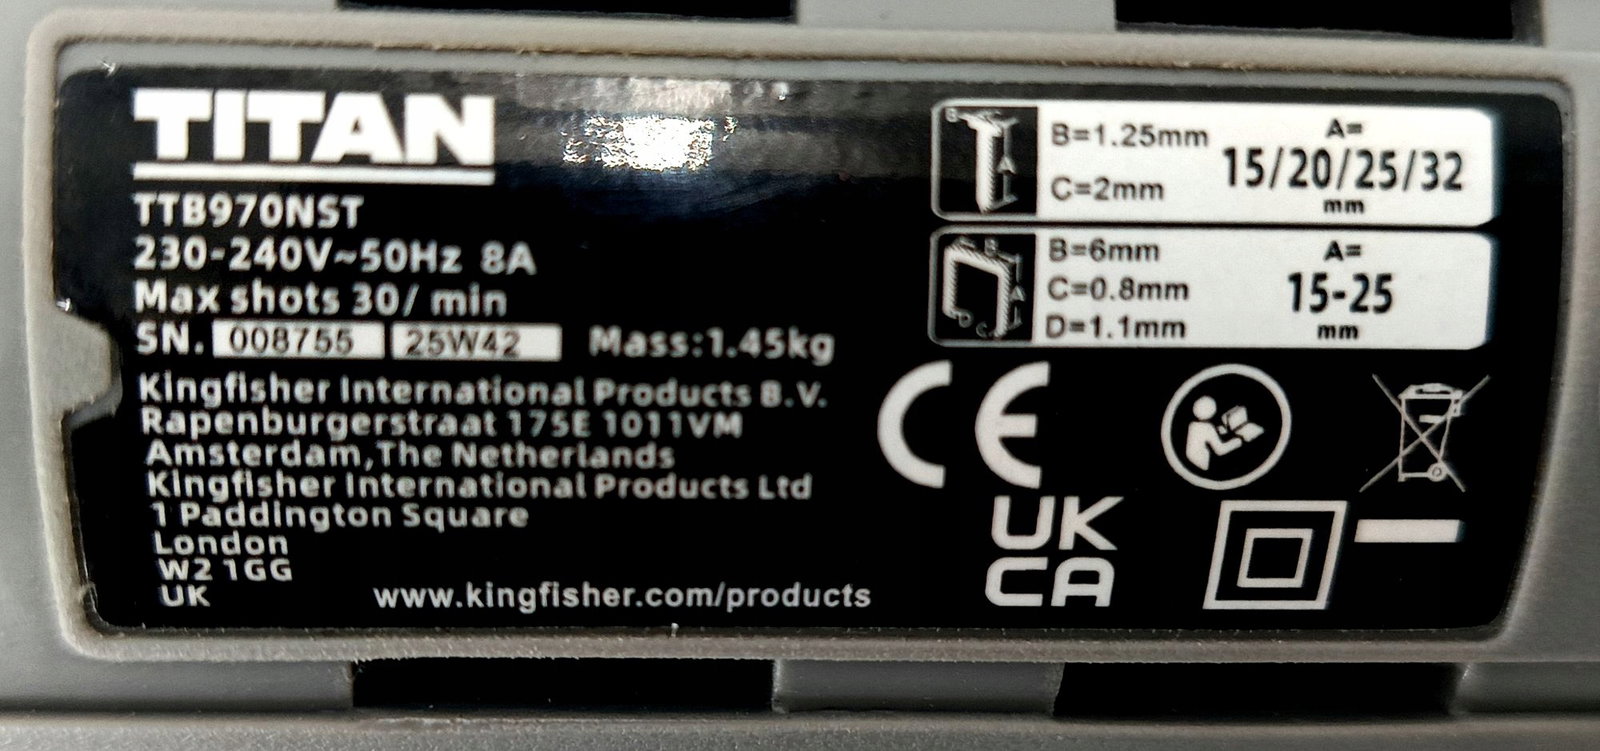 TITAN
TTB970NST
230-240V~50Hz 8A
Max shots 30/ min
SN. 008755 25W42 Mass:1.45kg
Kingfisher International Products B.V.
Rapenburgerstraat 175E 1011VM
Amsterdam,The Netherlands
Kingfisher International Products Ltd
1 Paddington Square
London
W2 1GG
UK
www.kingfisher.com/products
B A
B=1.25mm
C=2mm
A=
15/20/25/32
mm
B A D C
B=6mm
C=0.8mm
D=1.1mm
A=
15-25
mm
CE
UK
CA